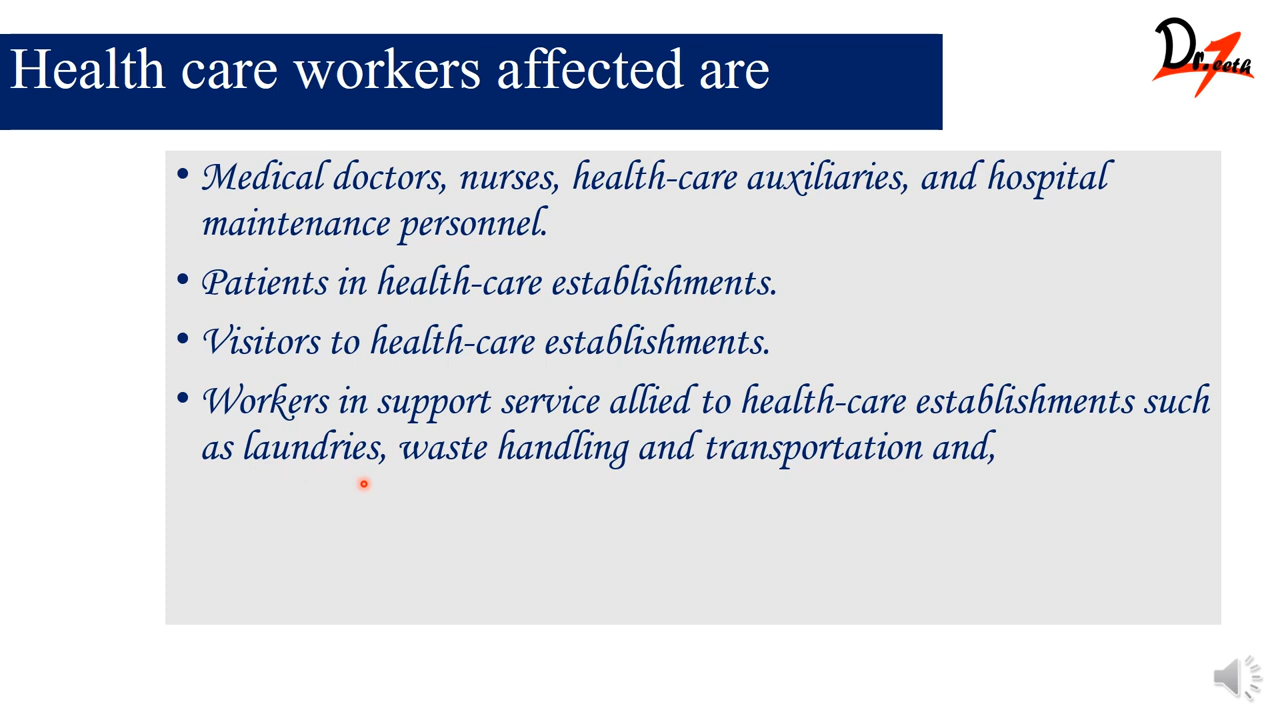 Health care workers affected are
Dr.Teeth
• Medical doctors, nurses, health-care auxiliaries, and hospital
maintenance personnel.
• Patients in health-care establishments.
• Visitors to health-care establishments.
• Workers in support service allied to health-care establishments such
as laundries, waste handling and transportation and,